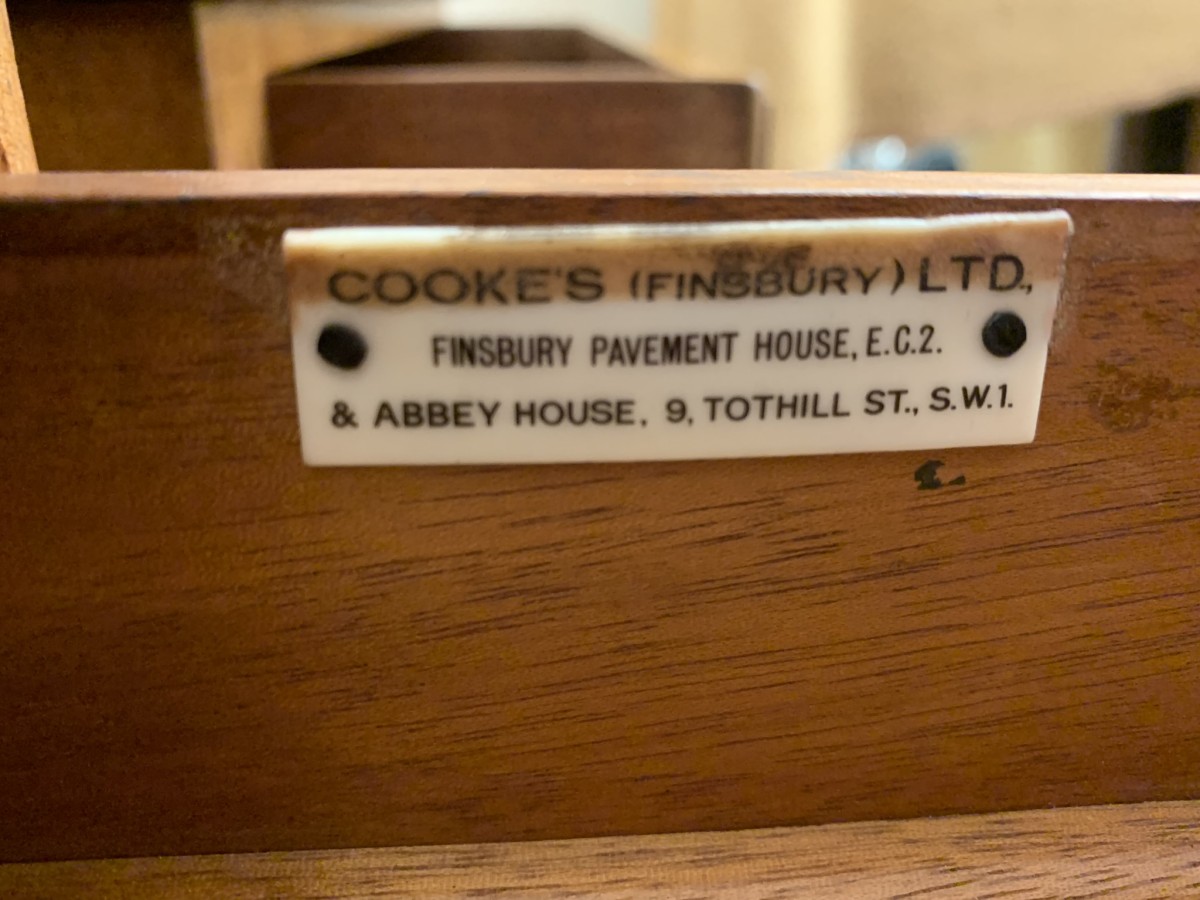 COOKE'S (FINSBURY) LTD.,
FINSBURY PAVEMENT HOUSE, E.C.2.
& ABBEY HOUSE, 9, TOTHILL ST., S.W.1.